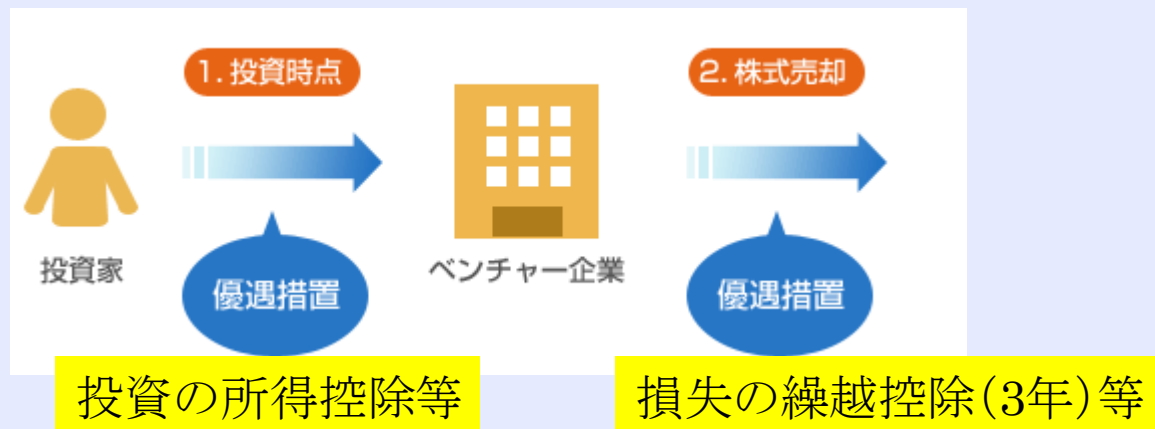 1. 投資時点
2. 株式売却
投資家
ベンチャー企業
優遇措置
優遇措置
投資の所得控除等
損失の繰越控除(3年)等